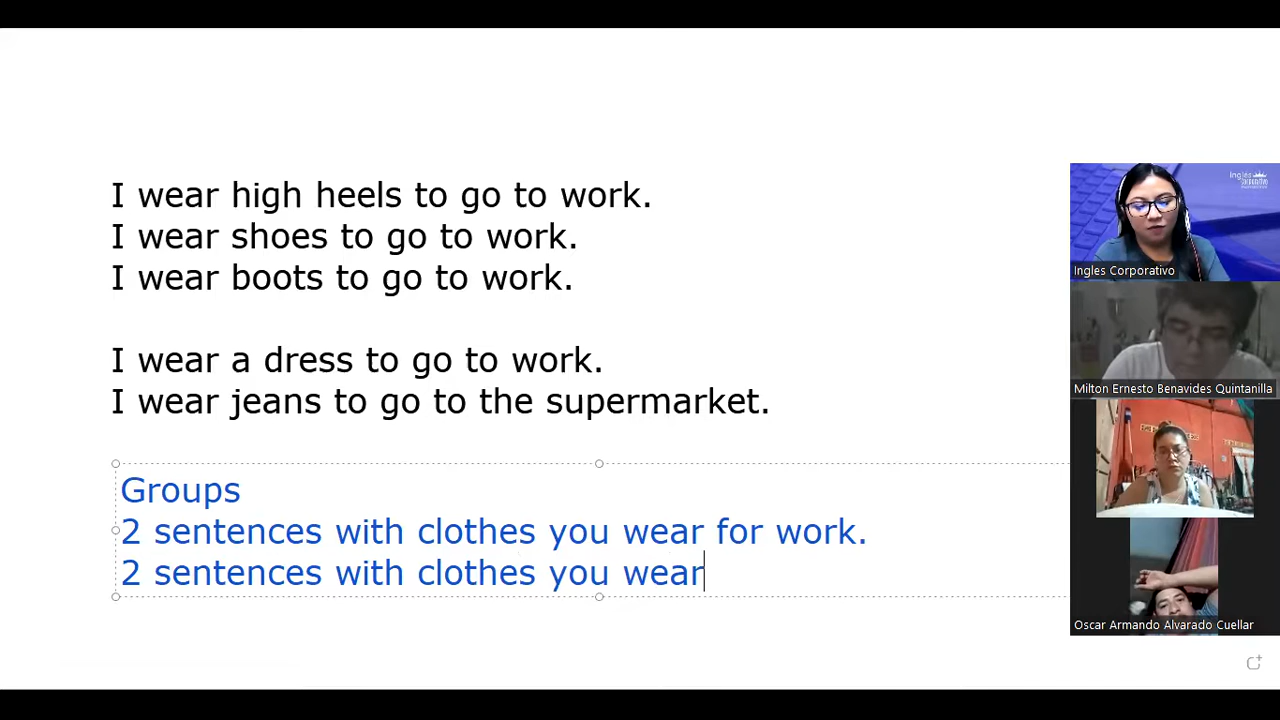 I wear high heels to go to work.
I wear shoes to go to work.
I wear boots to go to work.
I wear a dress to go to work.
I wear jeans to go to the supermarket.
Groups
2 sentences with clothes you wear for work.
2 sentences with clothes you wear
Ingles
corporativo
Ingles Corporativo
Milton Ernesto Benavides Quintanilla
Oscar Armando Alvarado Cuellar